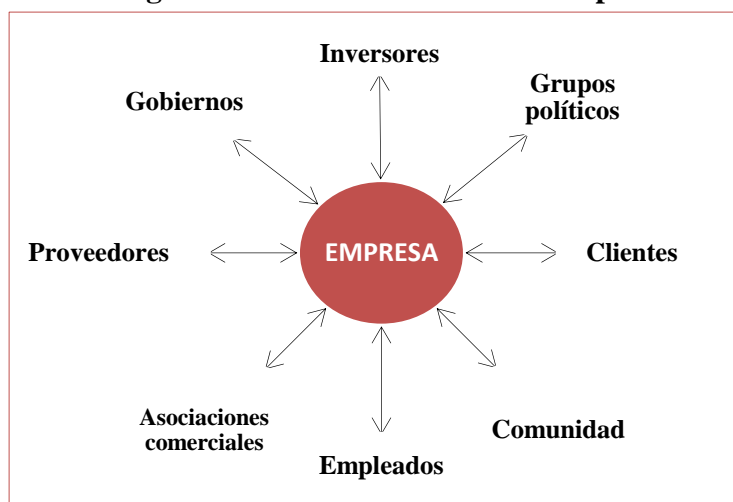 Inversores
Grupos
políticos
Gobiernos
Proveedores
EMPRESA
Clientes
Asociaciones
comerciales
Comunidad
Empleados